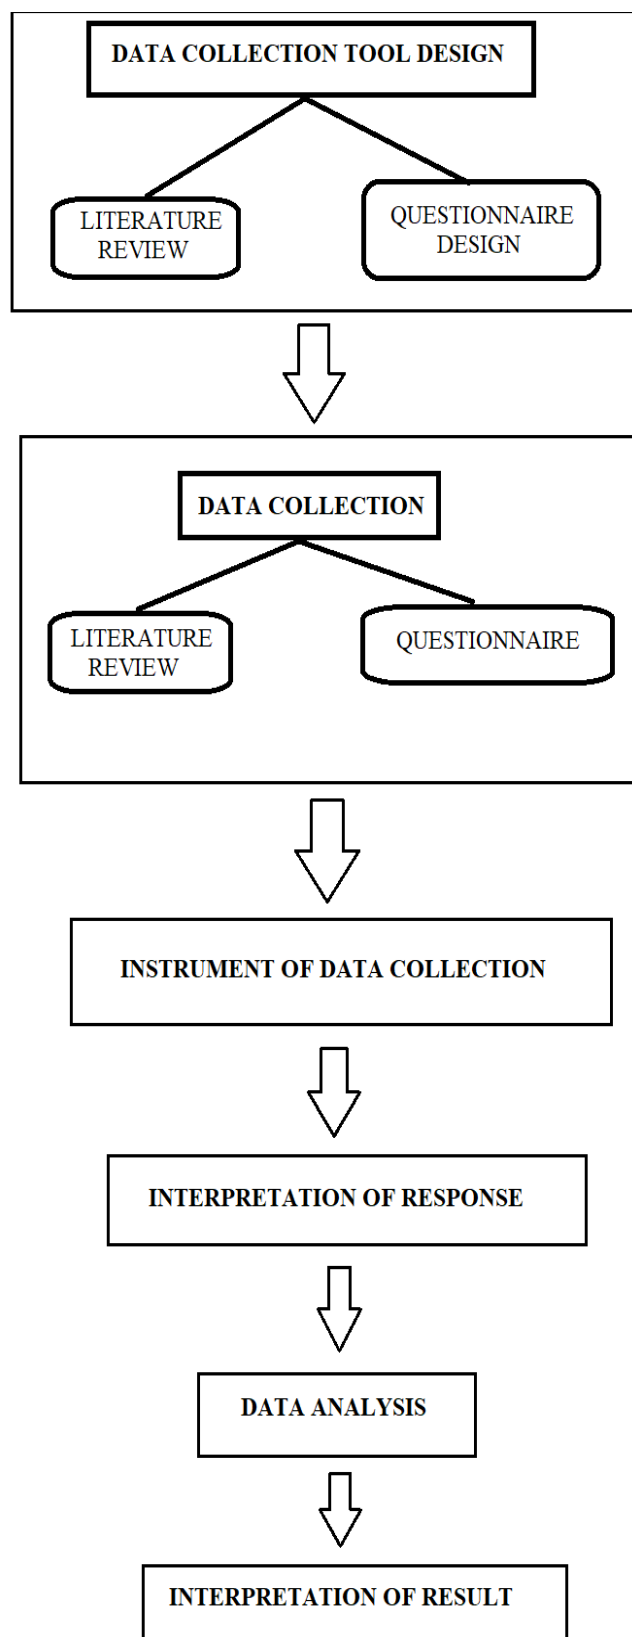 DATA COLLECTION TOOL DESIGN
LITERATURE
REVIEW
QUESTIONNAIRE
DESIGN
DATA COLLECTION
LITERATURE
REVIEW
QUESTIONNAIRE
INSTRUMENT OF DATA COLLECTION
INTERPRETATION OF RESPONSE
DATA ANALYSIS
INTERPRETATION OF RESULT